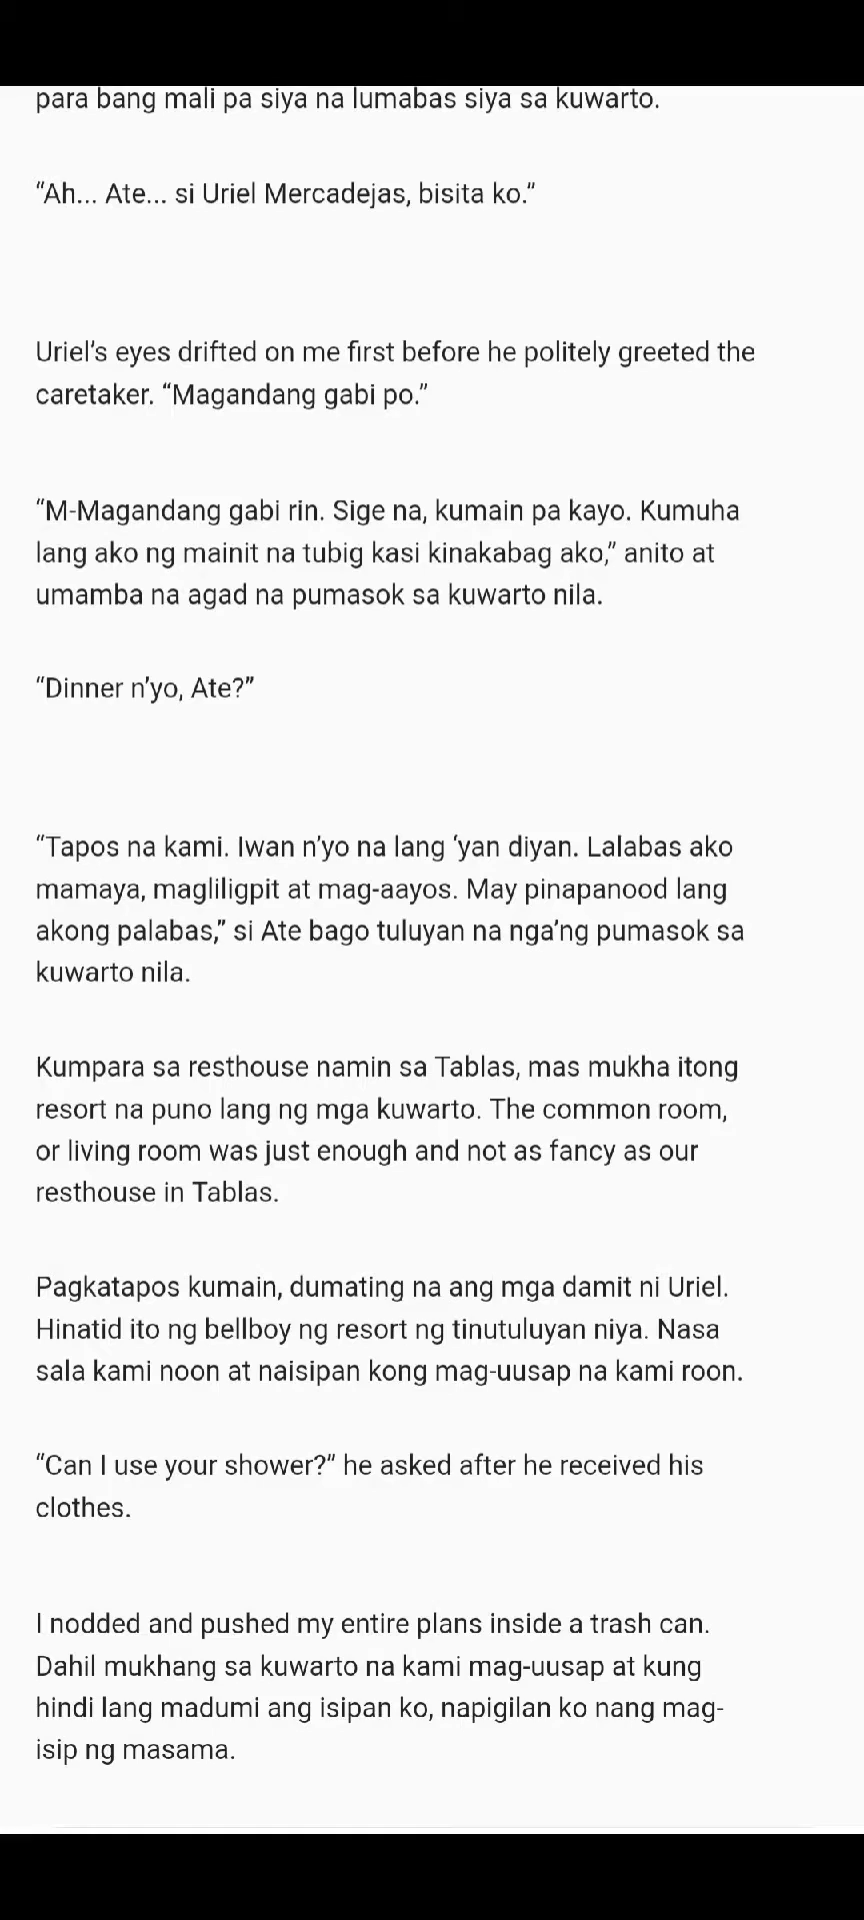 para bang mali pa siya na lumabas siya sa kuwarto.
“Ah... Ate... si Uriel Mercadejas, bisita ko.”
Uriel’s eyes drifted on me first before he politely greeted the
caretaker. “Magandang gabi po.”
“M-Magandang gabi rin. Sige na, kumain pa kayo. Kumuha
lang ako ng mainit na tubig kasi kinakabag ako,” anito at
umamba na agad na pumasok sa kuwarto nila.
“Dinner n’yo, Ate?”
“Tapos na kami. Iwan n’yo na lang ‘yan diyan. Lalabas ako
mamaya, magliligpit at mag-aayos. May pinapanood lang
akong palabas,” si Ate bago tuluyan na nga’ng pumasok sa
kuwarto nila.
Kumpara sa resthouse namin sa Tablas, mas mukha itong
resort na puno lang ng mga kuwarto. The common room,
or living room was just enough and not as fancy as our
resthouse in Tablas.
Pagkatapos kumain, dumating na ang mga damit ni Uriel.
Hinatid ito ng bellboy ng resort ng tinutuluyan niya. Nasa
sala kami noon at naisipan kong mag-uusap na kami roon.
“Can I use your shower?” he asked after he received his
clothes.
I nodded and pushed my entire plans inside a trash can.
Dahil mukhang sa kuwarto na kami mag-uusap at kung
hindi lang madumi ang isipan ko, napigilan ko nang mag-
isip ng masama.